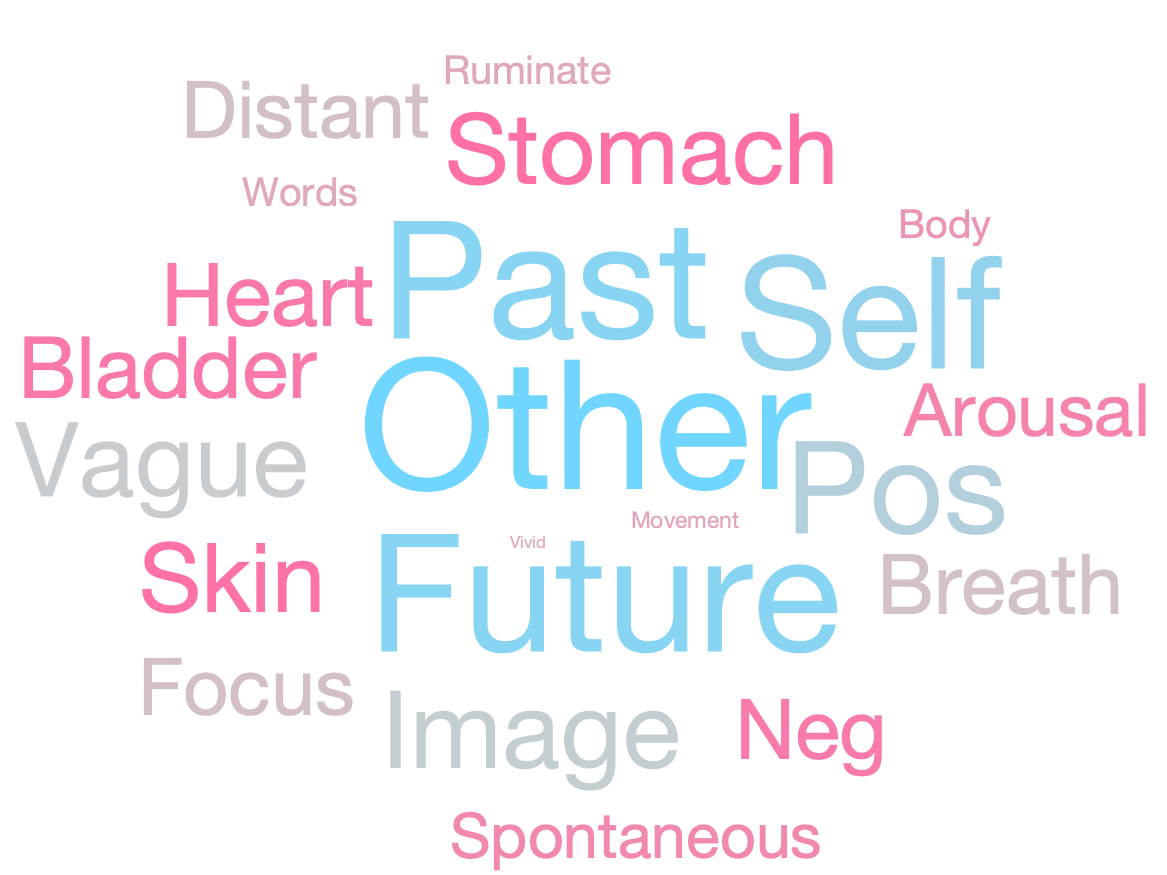 Ruminate
Distant
Stomach
Words
Body
Past
Self
Heart
Bladder
Other
Arousal
Vague
Pos
Movement
Vivid
Skin
Future
Breath
Focus
Image
Neg
Spontaneous